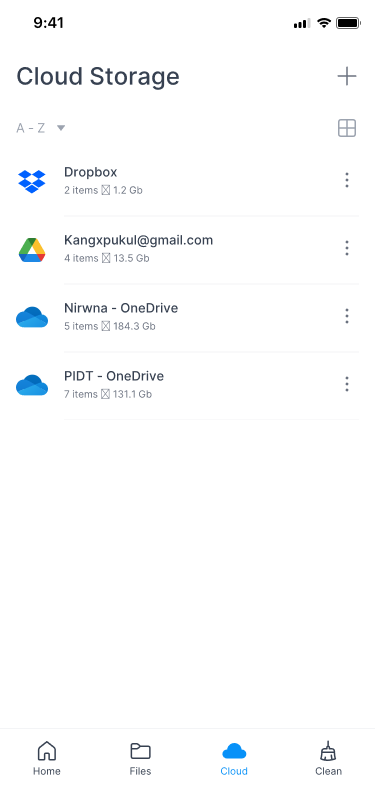 9:41
Cloud Storage
A - Z
Dropbox
2 items 1.2 Gb
Kangxpukul@gmail.com
4 items 13.5 Gb
Nirwna - OneDrive
5 items 184.3 Gb
PIDT - OneDrive
7 items 131.1 Gb
Home Files Cloud Clean